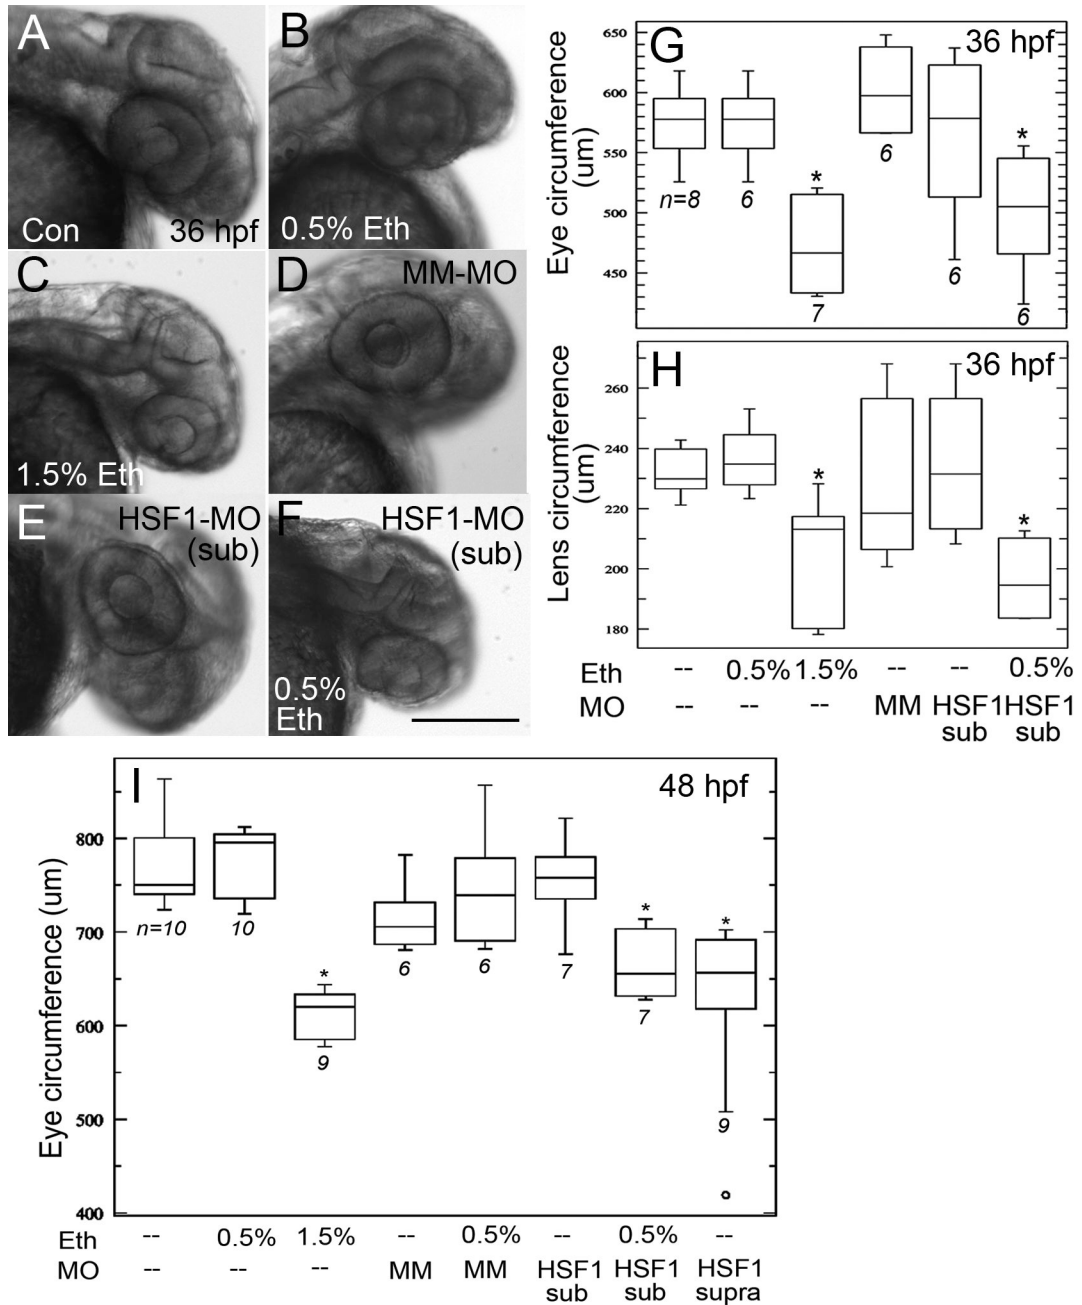 A
Con
36 hpf
B
0.5% Eth
C
1.5% Eth
D
MM-MO
E
HSF1-MO
(sub)
F
HSF1-MO
(sub)
0.5%
Eth
G
36 hpf
Eye circumference
(um)
650
600
550
500
450
n=8
6
*
7
6
6
*
6
H
36 hpf
Lens circumference
(um)
260
240
220
200
180
*
*
Eth -- 0.5% 1.5% -- -- 0.5%
MO -- -- -- MM HSF1 HSF1
sub sub
I
48 hpf
Eye circumference (um)
800
700
600
500
400
n=10
10
*
9
6
6
7
*
7
*
9
Eth -- 0.5% 1.5% -- 0.5% -- 0.5% --
MO -- -- -- MM MM HSF1 HSF1 HSF1
sub sub supra